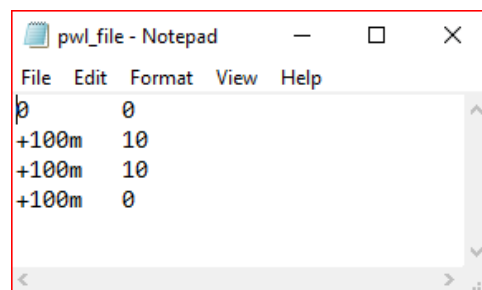 pwl_file - Notepad
File Edit Format View Help
0 0
+100m 10
+100m 10
+100m 0